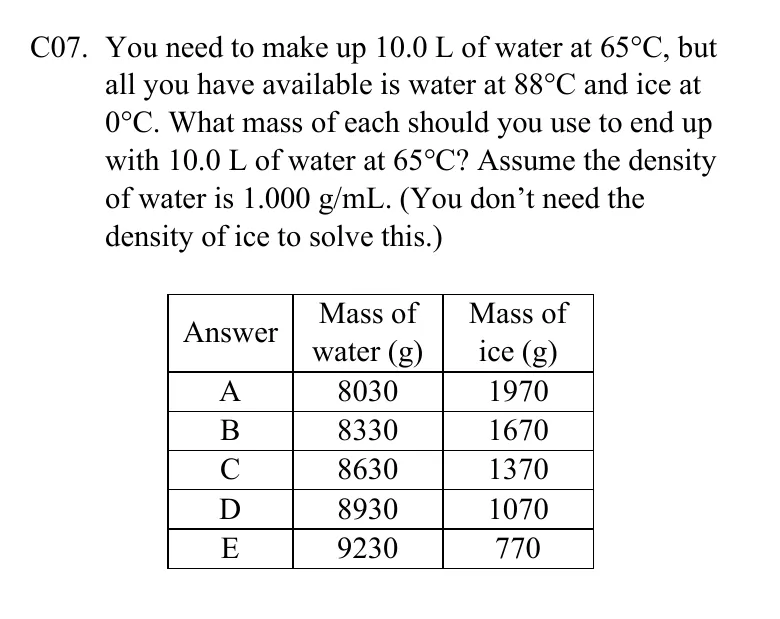 C07. You need to make up 10.0 L of water at 65°C, but
all you have available is water at 88°C and ice at
0°C. What mass of each should you use to end up
with 10.0 L of water at 65°C? Assume the density
of water is 1.000 g/mL. (You don’t need the
density of ice to solve this.)
Answer Mass of water (g) Mass of ice (g)
A 8030 1970
B 8330 1670
C 8630 1370
D 8930 1070
E 9230 770